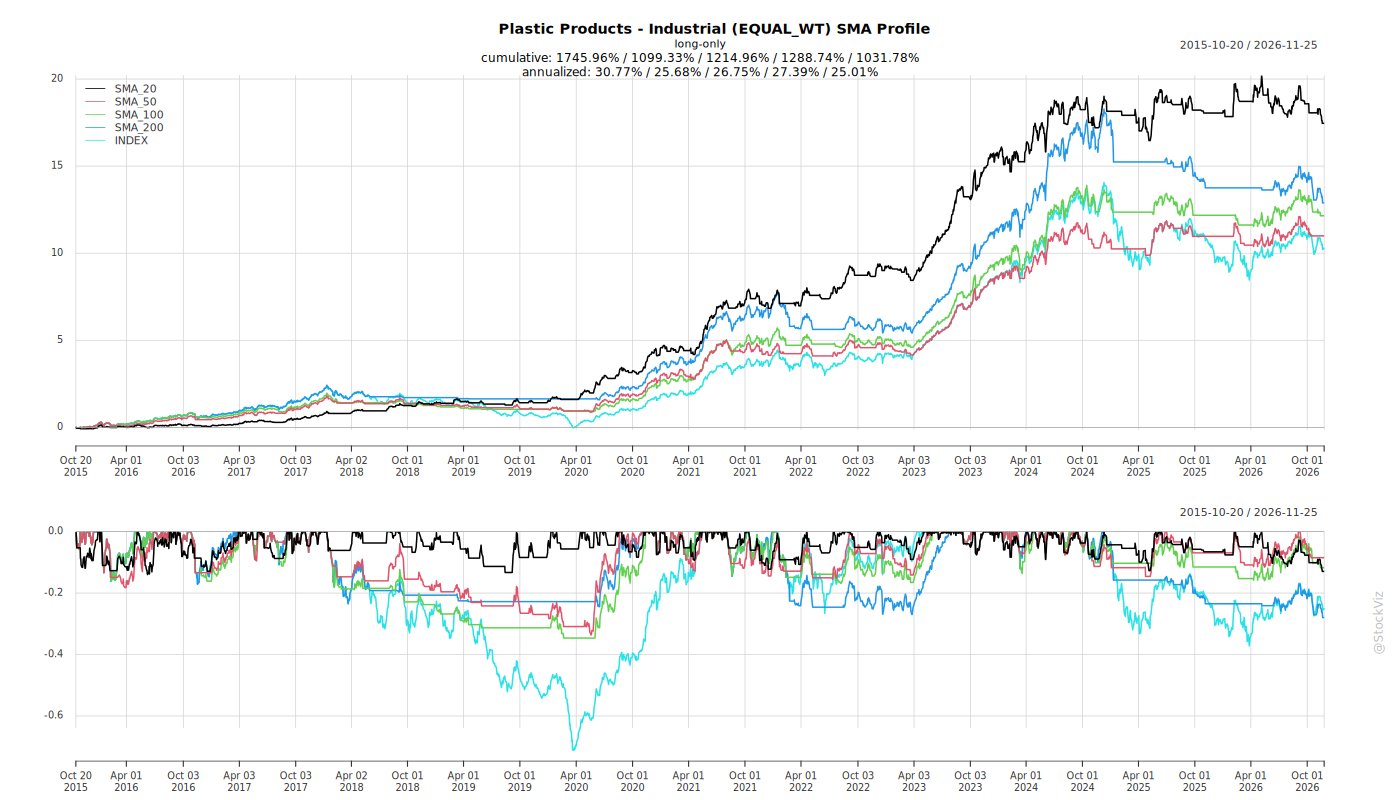 Plastic Products - Industrial (EQUAL_WT) SMA Profile
long-only
2015-10-20 / 2026-11-25
cumulative: 1745.96% / 1099.33% / 1214.96% / 1288.74% / 1031.78%
annualized: 30.77% / 25.68% / 26.75% / 27.39% / 25.01%
SMA_20
SMA_50
SMA_100
SMA_200
INDEX
20
15
10
5
0
Oct 20 Apr 01 Oct 03 Apr 03 Oct 03 Apr 02 Oct 01 Apr 01 Oct 01 Apr 01 Oct 01 Apr 01 Oct 01 Apr 01 Oct 03 Apr 03 Oct 03 Apr 01 Oct 01 Apr 01 Oct 01 Apr 01 Oct 01
2015 2016 2016 2017 2017 2018 2018 2019 2019 2020 2020 2021 2021 2022 2022 2023 2023 2024 2024 2025 2025 2026 2026
2015-10-20 / 2026-11-25
0.0
-0.2
-0.4
-0.6
Oct 20 Apr 01 Oct 03 Apr 03 Oct 03 Apr 02 Oct 01 Apr 01 Oct 01 Apr 01 Oct 01 Apr 01 Oct 01 Apr 01 Oct 03 Apr 03 Oct 03 Apr 01 Oct 01 Apr 01 Oct 01 Apr 01 Oct 01
2015 2016 2016 2017 2017 2018 2018 2019 2019 2020 2020 2021 2021 2022 2022 2023 2023 2024 2024 2025 2025 2026 2026
@StockViz